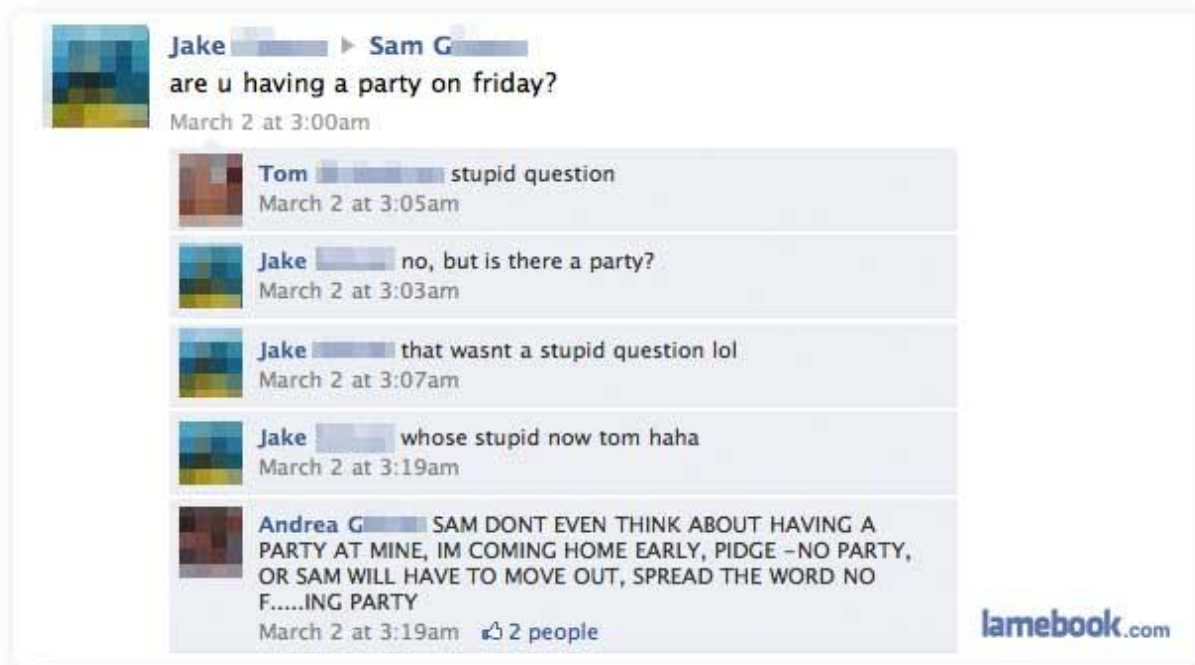 Jake ▶ Sam G
are u having a party on friday?
March 2 at 3:00am
Tom stupid question
March 2 at 3:05am
Jake no, but is there a party?
March 2 at 3:03am
Jake that wasnt a stupid question lol
March 2 at 3:07am
Jake whose stupid now tom haha
March 2 at 3:19am
Andrea G SAM DONT EVEN THINK ABOUT HAVING A
PARTY AT MINE, IM COMING HOME EARLY, PIDGE -NO PARTY,
OR SAM WILL HAVE TO MOVE OUT, SPREAD THE WORD NO
F.....ING PARTY
March 2 at 3:19am 2 people
lamebook.com